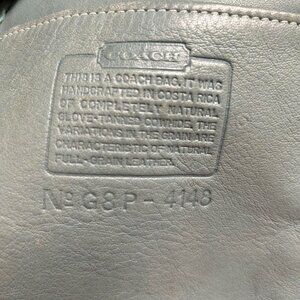 COACH
THIS IS A COACH BAG. IT WAS
HANDCRAFTED IN COSTA RICA
OF COMPLETELY NATURAL
GLOVE-TANNED COWHIDE. THE
VARIATIONS IN THE GRAIN ARE
CHARACTERISTIC OF NATURAL
FULL-GRAIN LEATHER.
No G8P-4148